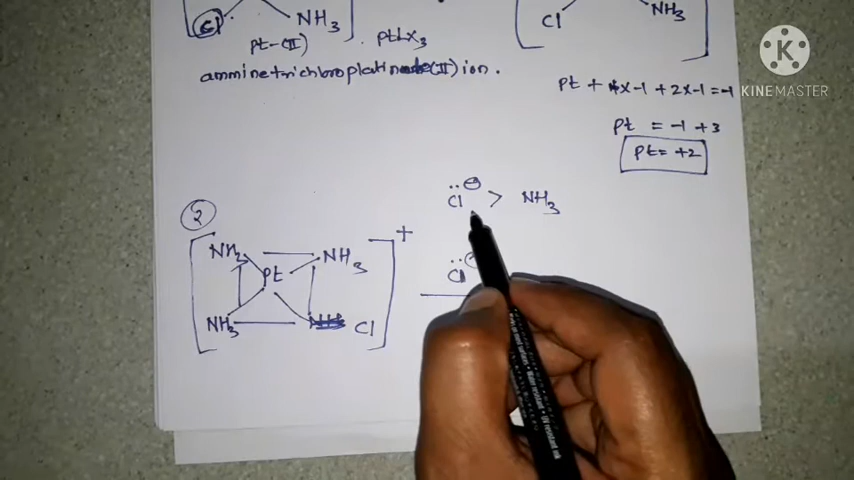 Cl NH3
Pt-(II) . PtLX3
Cl NH3
amminetrichloroplatinate(II) ion.
KINEMASTER
Pt + 1x-1 + 2x-1 = -1
Pt = -1 + 3
Pt = +2
2
Cl > NH3
+
NH3 NH3
Pt
Cl
NH3 Cl